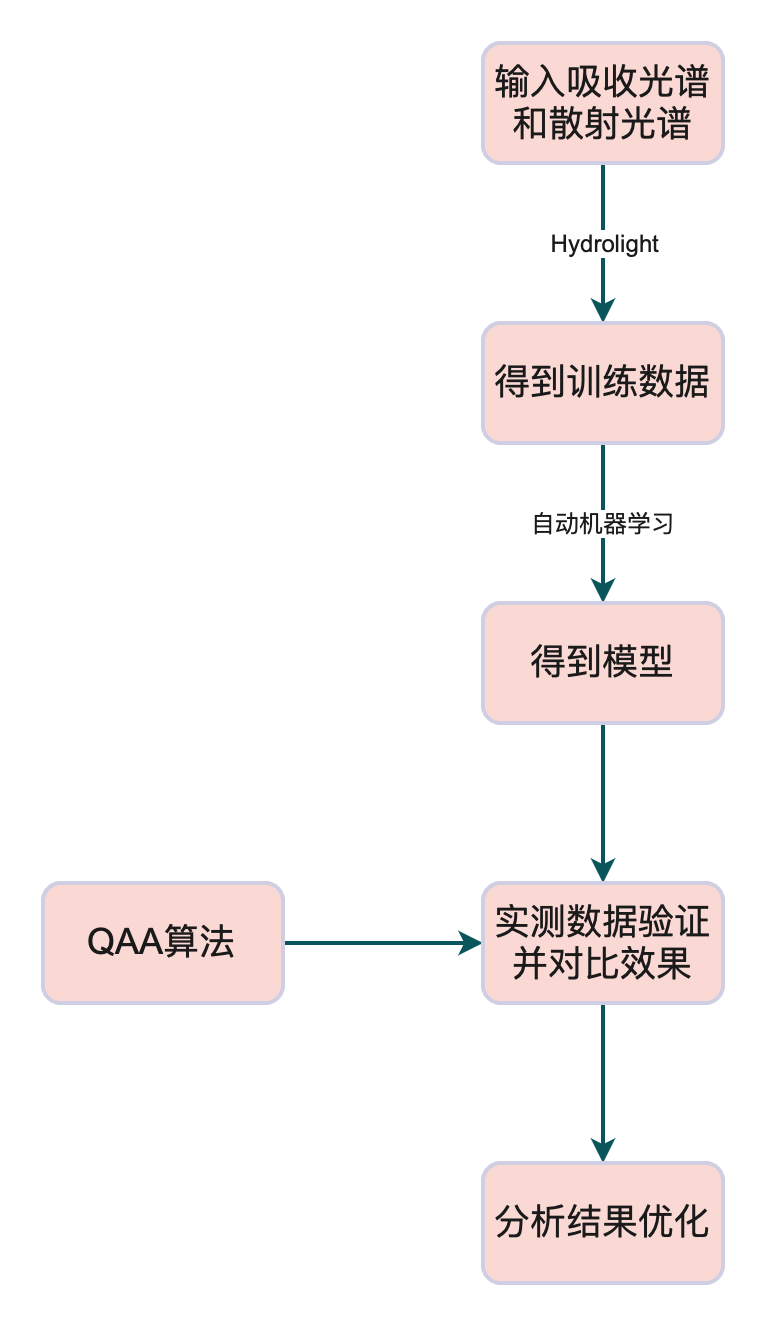 输入吸收光谱
和散射光谱
Hydrolight
得到训练数据
自动机器学习
得到模型
QAA算法
实测数据验证
并对比效果
分析结果优化